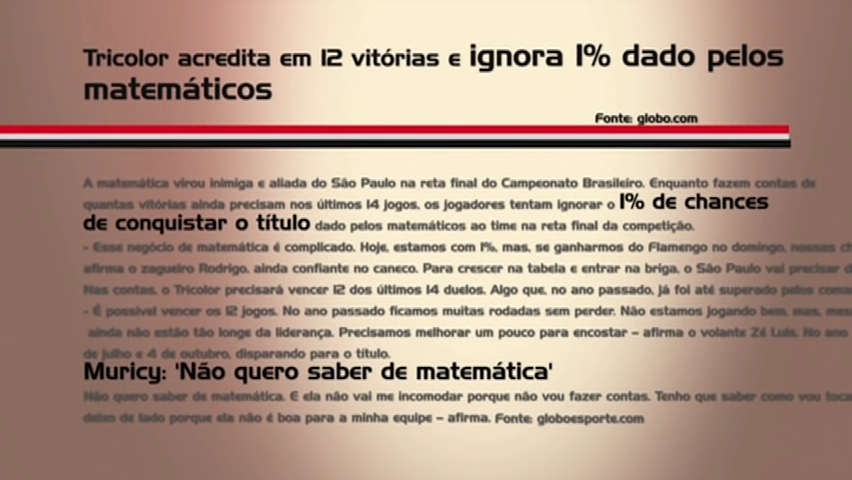 Tricolor acredita em 12 vitórias e ignora 1% dado pelos
matemáticos
Fonte: globo.com
A matemática virou inimiga e aliada do São Paulo na reta final do Campeonato Brasileiro. Enquanto fazem contas de
quantas vitórias ainda precisam nos últimos 14 jogos, os jogadores tentam ignorar o 1% de chances
de conquistar o título dado pelos matemáticos ao time na reta final da competição.
- Esse negócio de matemática é complicado. Hoje, estamos com 1%, mas, se ganharmos do Flamengo no domingo, nossas
afirma o zagueiro Rodrigo, ainda confiante no caneco. Para crescer na tabela e entrar na briga, o São Paulo vai precisar
Nas contas, o Tricolor precisará vencer 12 dos últimos 14 duelos. Algo que, no ano passado, já foi até superado pelos
- É possível vencer os 12 jogos. No ano passado ficamos muitas rodadas sem perder. Não estamos jogando bem, mas,
ainda não estão tão longe da liderança. Precisamos melhorar um pouco para encostar – afirma o volante Zé Luis. No ano
de julho e 4 de outubro, disparando para o título.
Muricy: 'Não quero saber de matemática'
Não quero saber de matemática. E ela não vai me incomodar porque não vou fazer contas. Tenho que saber como vou
deixo de lado porque ela não é boa para a minha equipe – afirma. Fonte: globoesporte.com